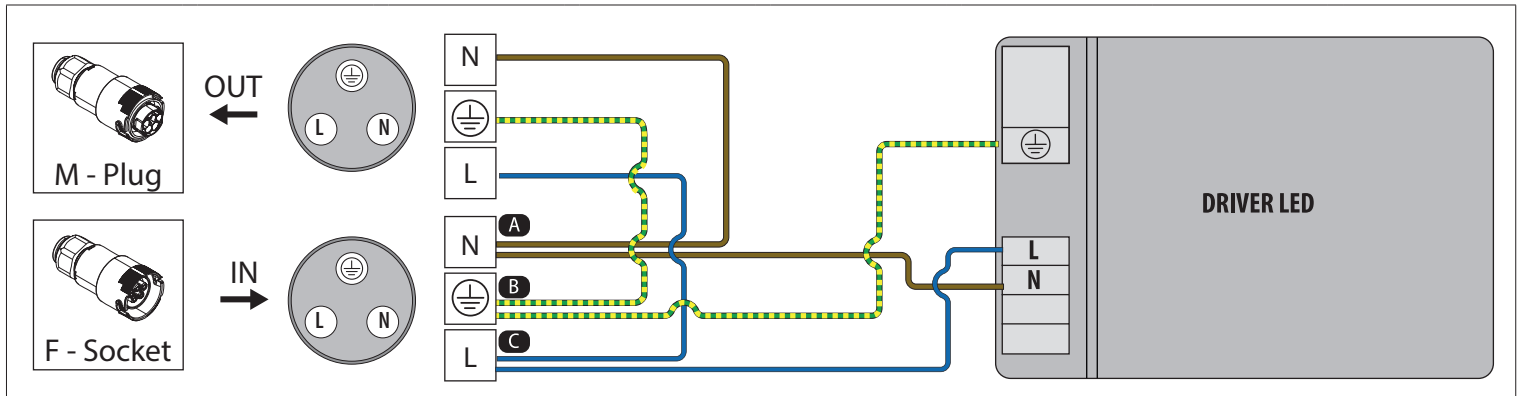 M - Plug
OUT
L N
N
L
F - Socket
IN
L N
N A
B
L C
L
N
DRIVER LED